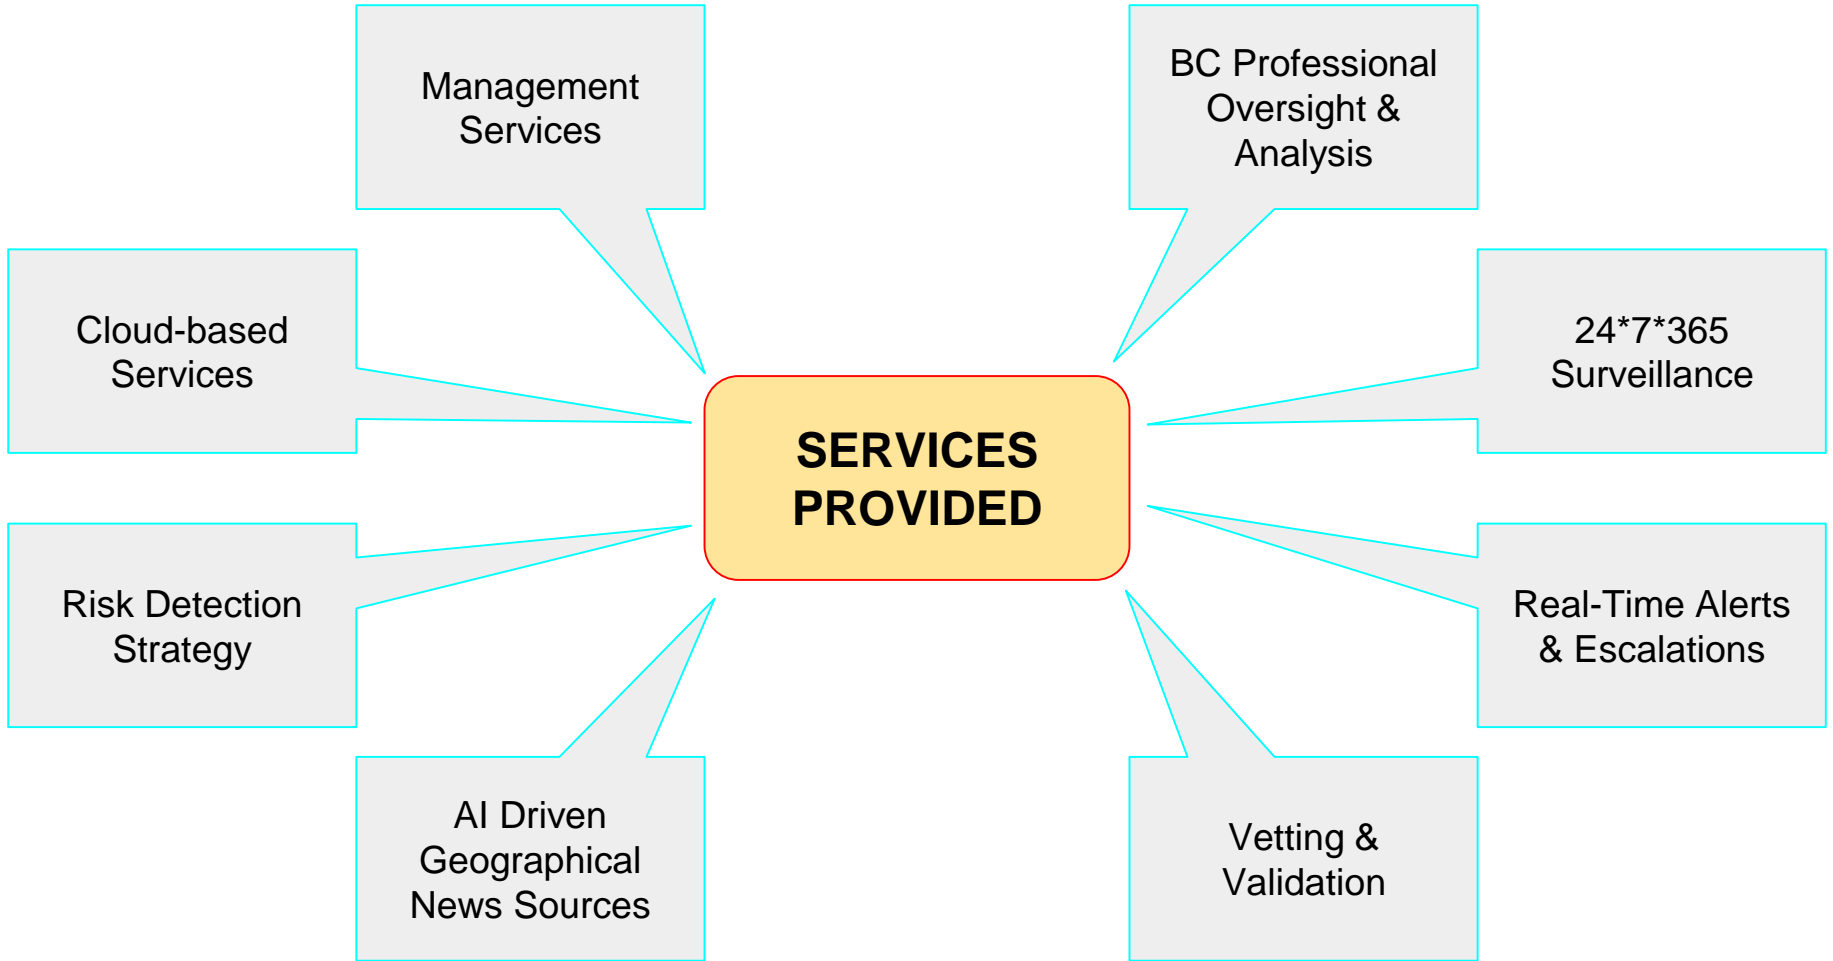 Management
Services
BC Professional
Oversight &
Analysis
Cloud-based
Services
24*7*365
Surveillance
SERVICES
PROVIDED
Risk Detection
Strategy
Real-Time Alerts
& Escalations
AI Driven
Geographical
News Sources
Vetting &
Validation